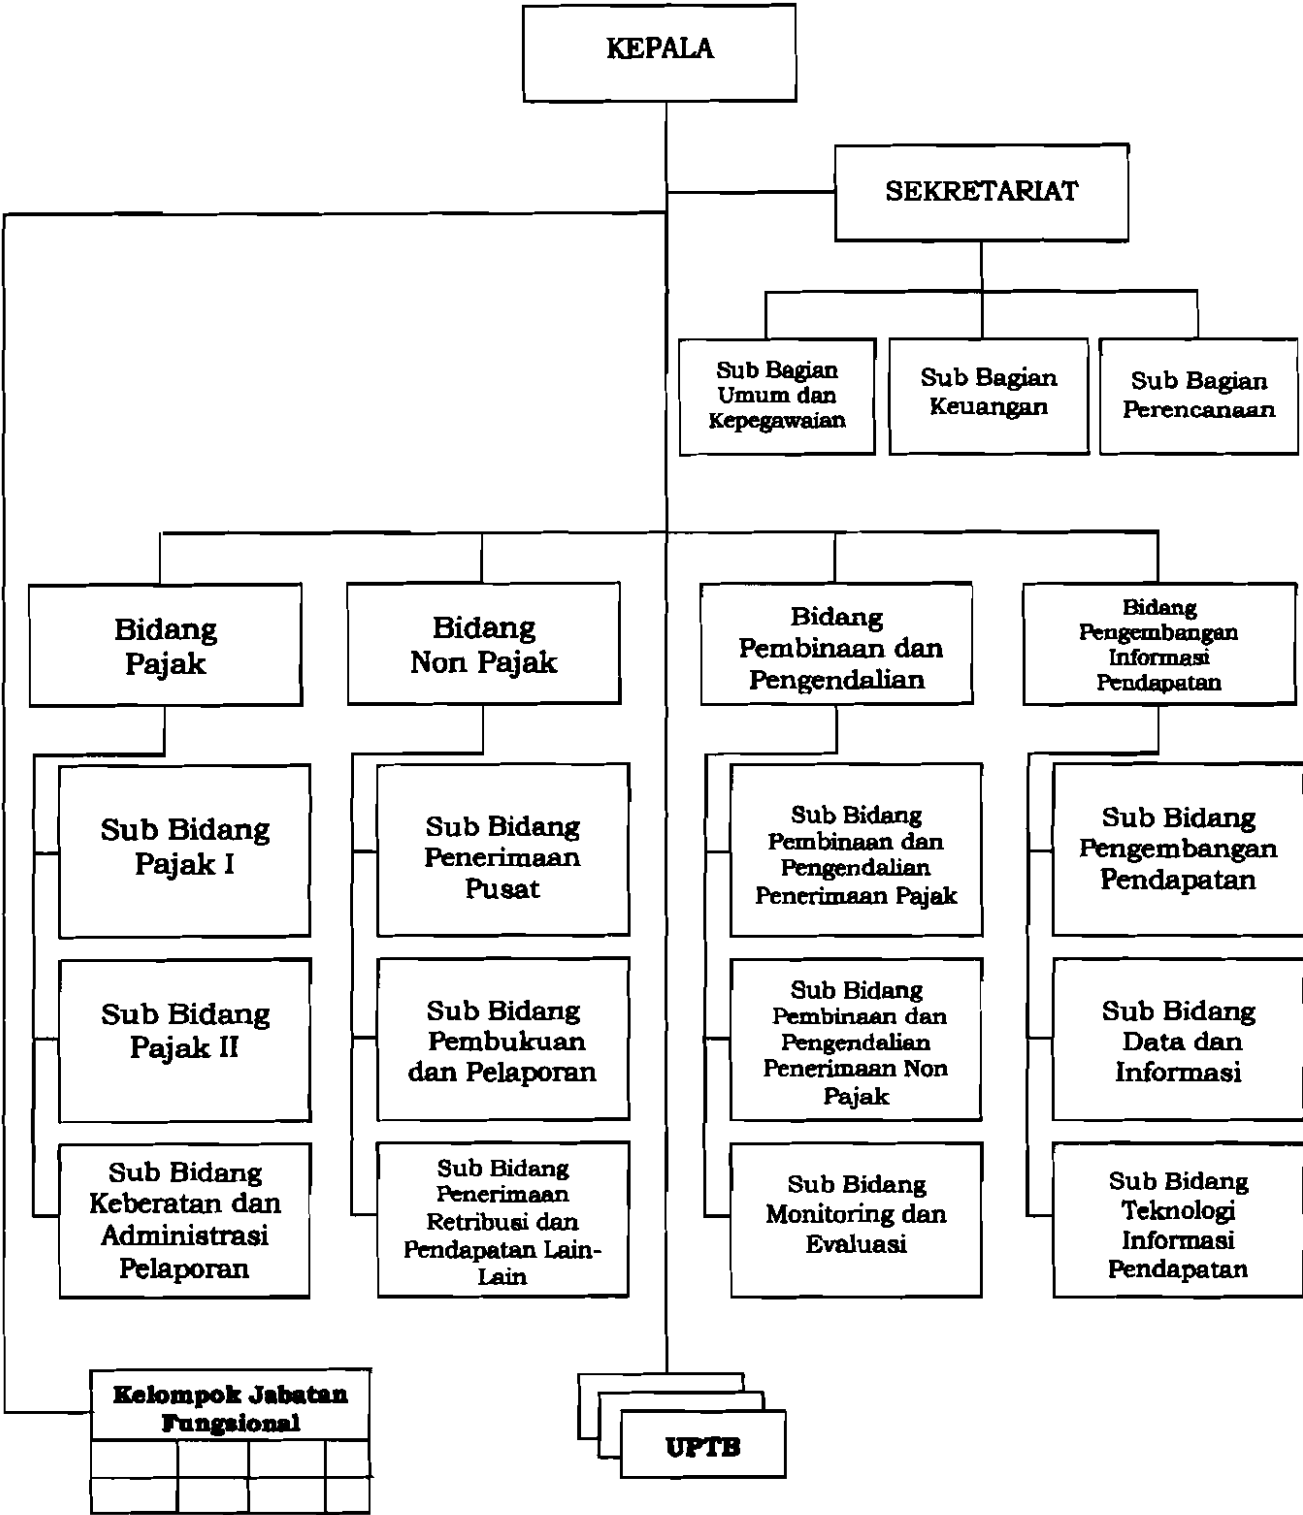 KEPALA
SEKRETARIAT
Sub Bagian
Umum dan
Kepegawaian
Sub Bagian
Keuangan
Sub Bagian
Perencanaan
Bidang
Pajak
Bidang
Non Pajak
Bidang
Pembinaan dan
Pengendalian
Bidang
Pengembangan
Informasi
Pendapatan
Sub Bidang
Pajak I
Sub Bidang
Penerimaan
Pusat
Sub Bidang
Pembinaan dan
Pengendalian
Penerimaan Pajak
Sub Bidang
Pengembangan
Pendapatan
Sub Bidang
Pajak II
Sub Bidang
Pembukuan
dan Pelaporan
Sub Bidang
Pembinaan dan
Pengendalian
Penerimaan Non
Pajak
Sub Bidang
Data dan
Informasi
Sub Bidang
Keberatan dan
Administrasi
Pelaporan
Sub Bidang
Penerimaan
Retribusi dan
Pendapatan Lain-
Lain
Sub Bidang
Monitoring dan
Evaluasi
Sub Bidang
Teknologi
Informasi
Pendapatan
Kelompok Jabatan
Fungsional
UPTB